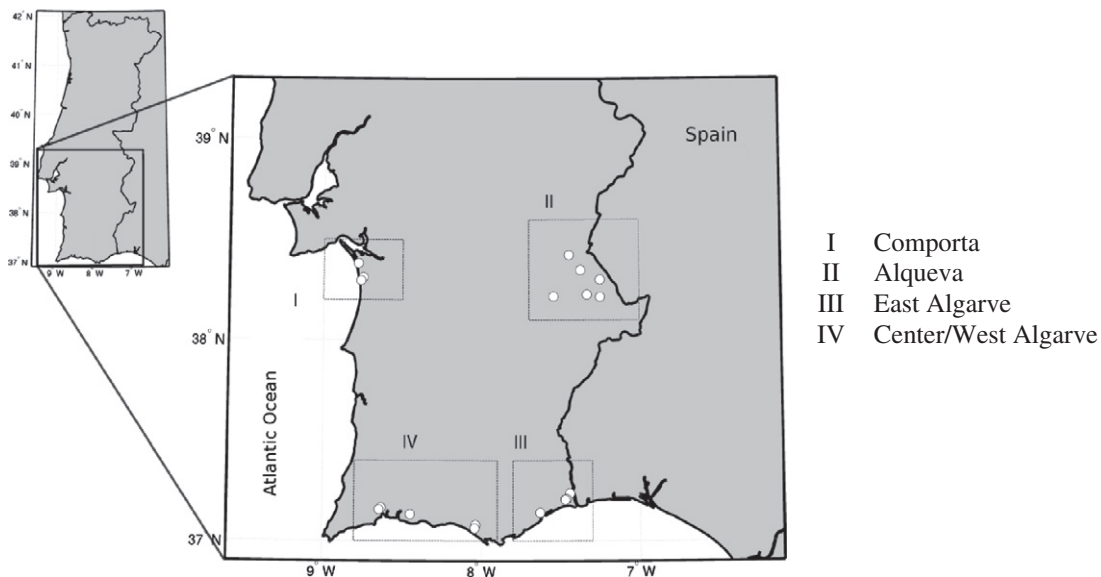 42° N
41° N
40° N
39° N
38° N
37° N
9 W
8 W
7 W
39° N
38° N
37 N
9 W
8 W
7 W
Spain
Atlantic Ocean
I
II
III
IV
I Comporta
II Alqueva
III East Algarve
IV Center/West Algarve